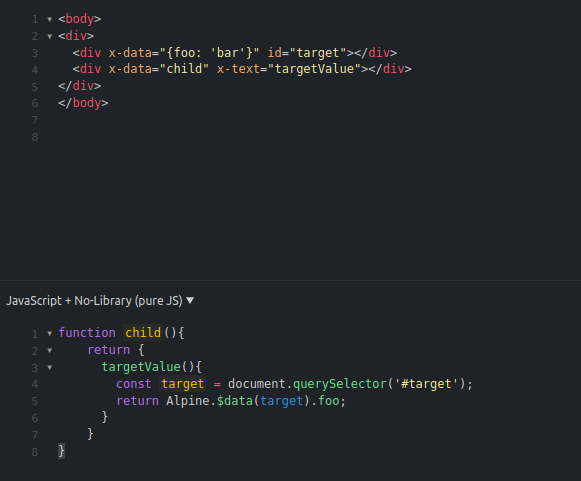 1 ▾ <body>
2 ▾ <div>
3 <div x-data="{foo: 'bar'}" id="target"></div>
4 <div x-data="child" x-text="targetValue"></div>
5 </div>
6 </body>
7
8
JavaScript + No-Library (pure JS) ▼
1 ▾ function child(){
2 ▾ return {
3 ▾ targetValue(){
4 const target = document.querySelector('#target');
5 return Alpine.$data(target).foo;
6 }
7 }
8 }